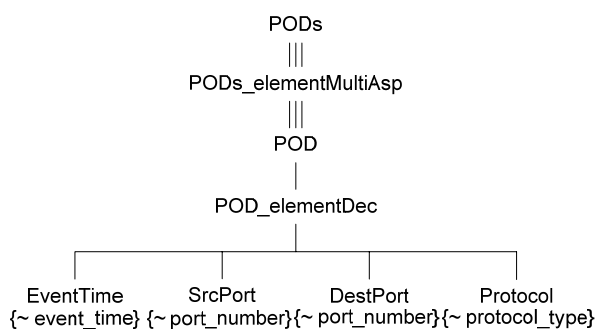 PODs
PODs_elementMultiAsp
POD
POD_elementDec
EventTime SrcPort DestPort Protocol
{~ event_time} {~ port_number} {~ port_number} {~ protocol_type}